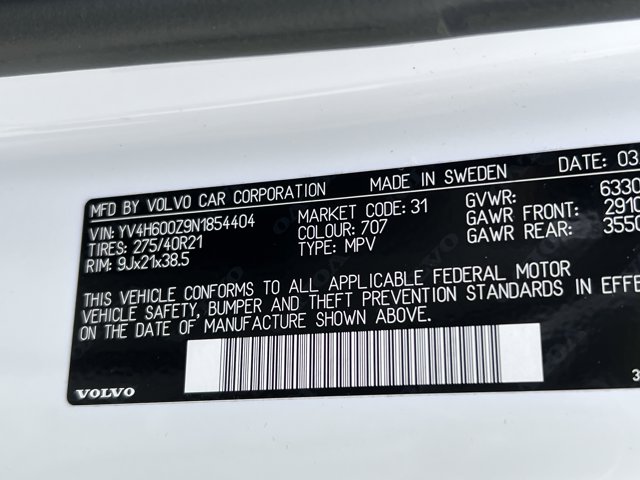 MFD BY VOLVO CAR CORPORATION MADE IN SWEDEN DATE: 03
VIN: YV4H600Z9N1854404 MARKET CODE: 31 GVWR: 6330
TIRES: 275/40R21 COLOUR: 707 GAWR FRONT: 2910
RIM: 9Jx21x38.5 TYPE: MPV GAWR REAR: 3550
THIS VEHICLE CONFORMS TO ALL APPLICABLE FEDERAL MOTOR
VEHICLE SAFETY, BUMPER AND THEFT PREVENTION STANDARDS IN EFFE
ON THE DATE OF MANUFACTURE SHOWN ABOVE.
VOLVO